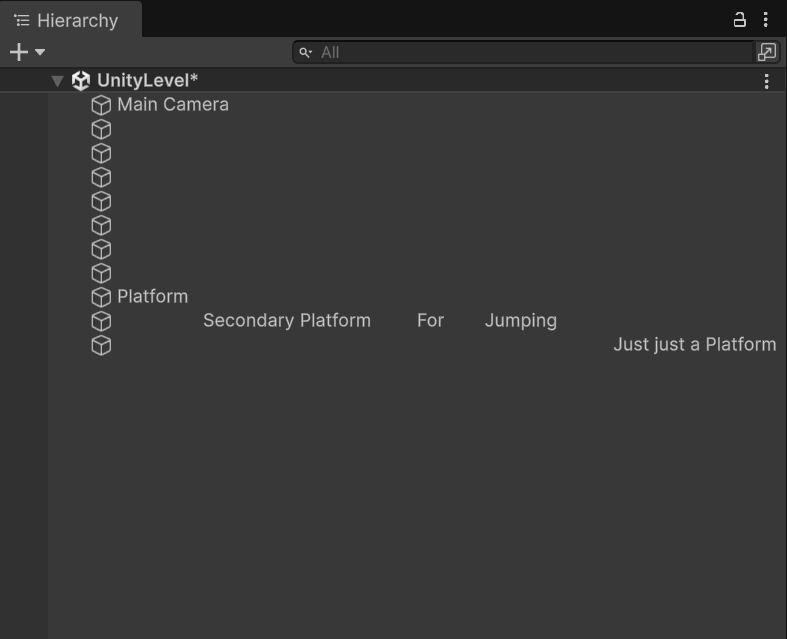 Hierarchy
All
UnityLevel*
Main Camera
Platform
Secondary Platform For Jumping
Just just a Platform